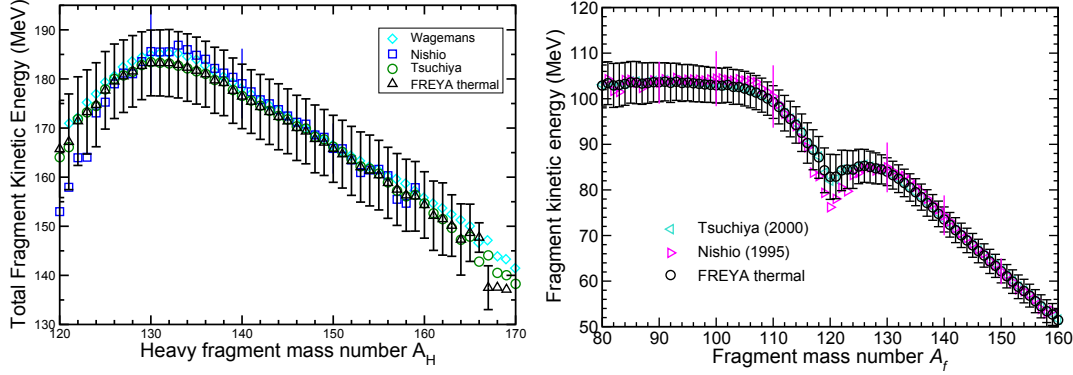 Total Fragment Kinetic Energy (MeV)
190
180
170
160
150
140
130
120 130 140 150 160 170
Heavy fragment mass number A_H
Wagemans
Nishio
Tsuchiya
FREYA thermal
Fragment kinetic energy (MeV)
120
110
100
90
80
70
60
50
80 90 100 110 120 130 140 150 160
Fragment mass number A_f
Tsuchiya (2000)
Nishio (1995)
FREYA thermal